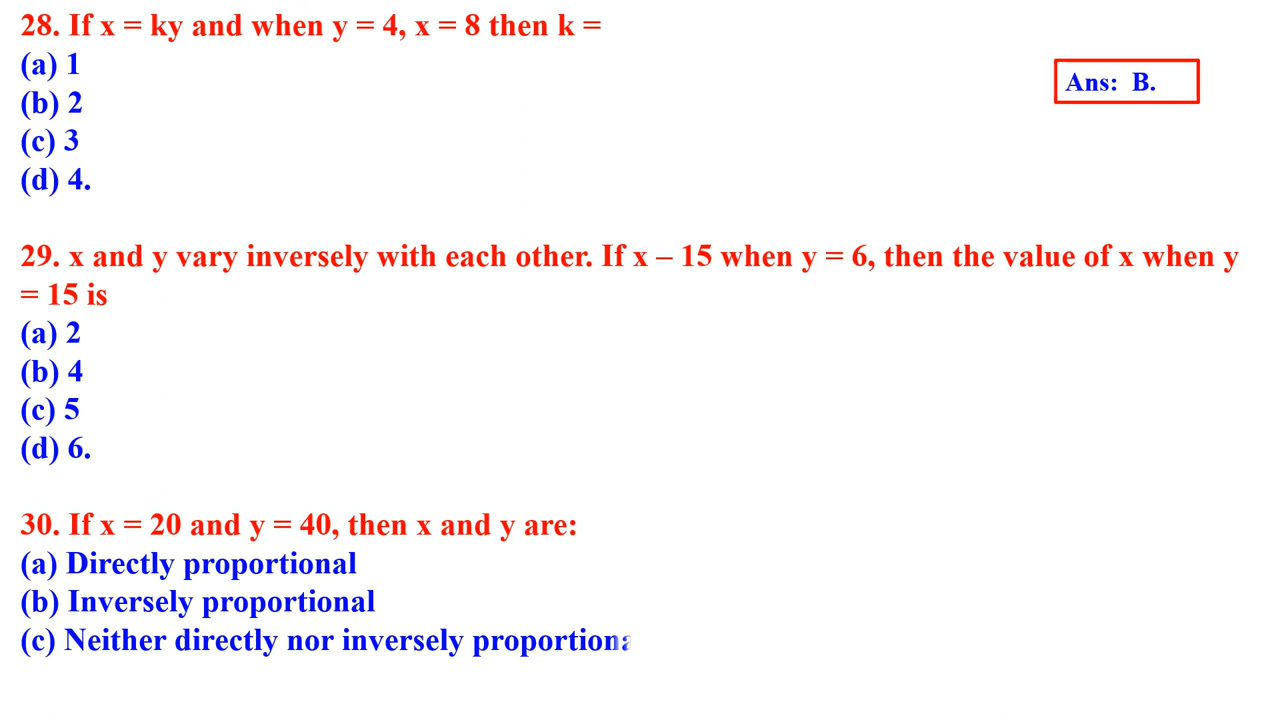 28. If x = ky and when y = 4, x = 8 then k =
(a) 1
Ans: B.
(b) 2
(c) 3
(d) 4.
29. x and y vary inversely with each other. If x – 15 when y = 6, then the value of x when y
= 15 is
(a) 2
(b) 4
(c) 5
(d) 6.
30. If x = 20 and y = 40, then x and y are:
(a) Directly proportional
(b) Inversely proportional
(c) Neither directly nor inversely proportiona